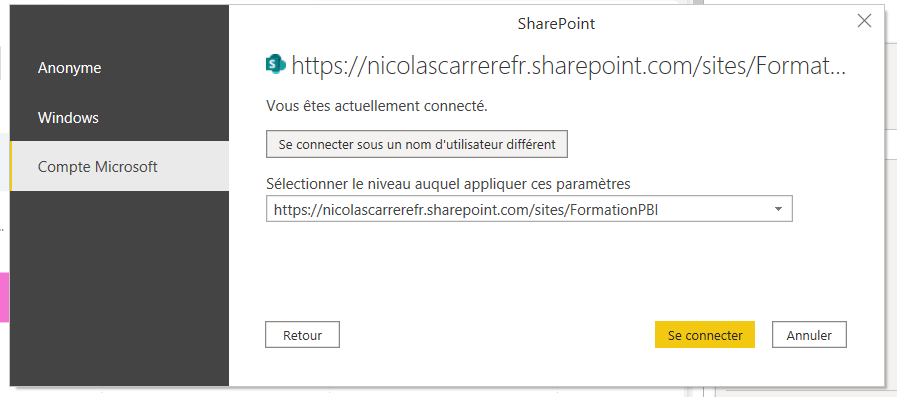 SharePoint
Anonyme
Windows
Compte Microsoft
S
https://nicolascarrerefr.sharepoint.com/sites/Format...
Vous êtes actuellement connecté.
Se connecter sous un nom d'utilisateur différent
Sélectionner le niveau auquel appliquer ces paramètres
https://nicolascarrerefr.sharepoint.com/sites/FormationPBI
Retour
Se connecter
Annuler